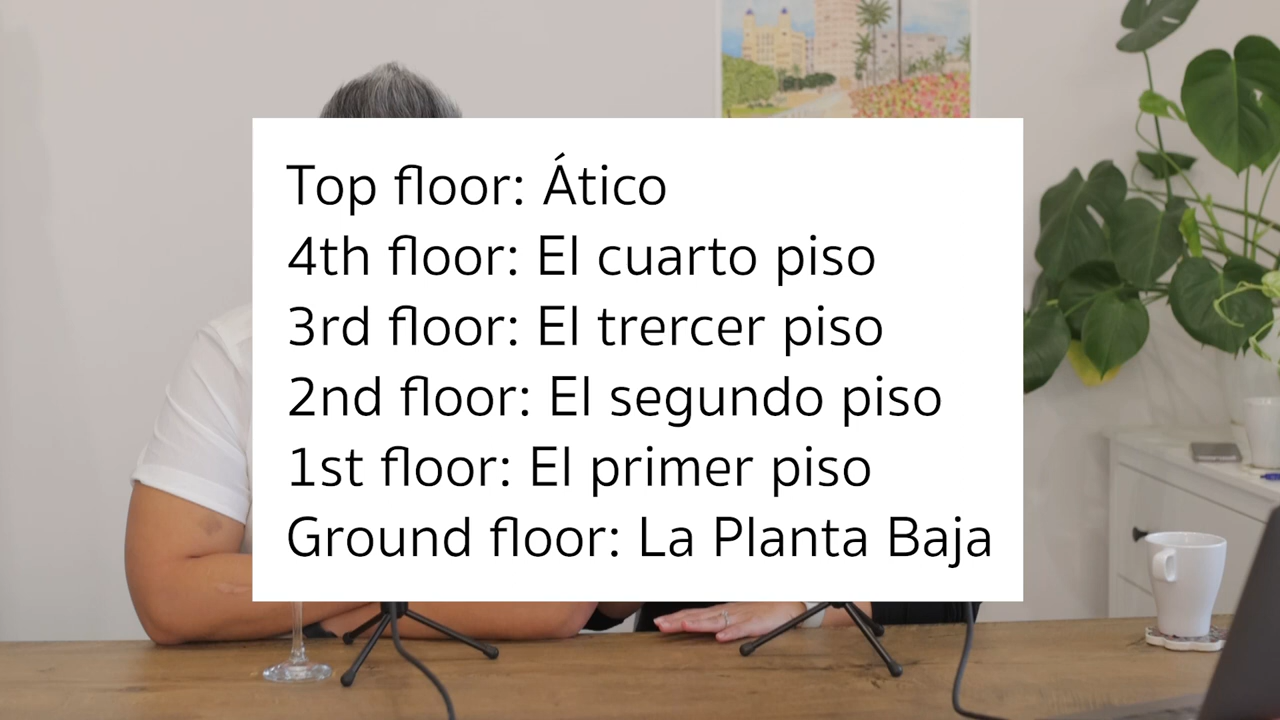 Top floor: Ático
4th floor: El cuarto piso
3rd floor: El trercer piso
2nd floor: El segundo piso
1st floor: El primer piso
Ground floor: La Planta Baja